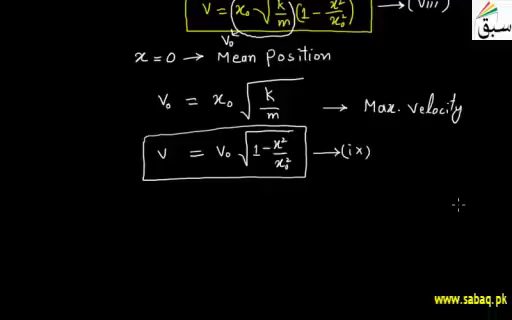 V = x₀ √(k/m) (1 - x²/x₀²) → (viii)
V₀
سبق
x = 0 → Mean Position
V₀ = x₀ √(k/m) → Max. Velocity
V = V₀ √(1 - x²/x₀²) → (ix)
www.sabaq.pk